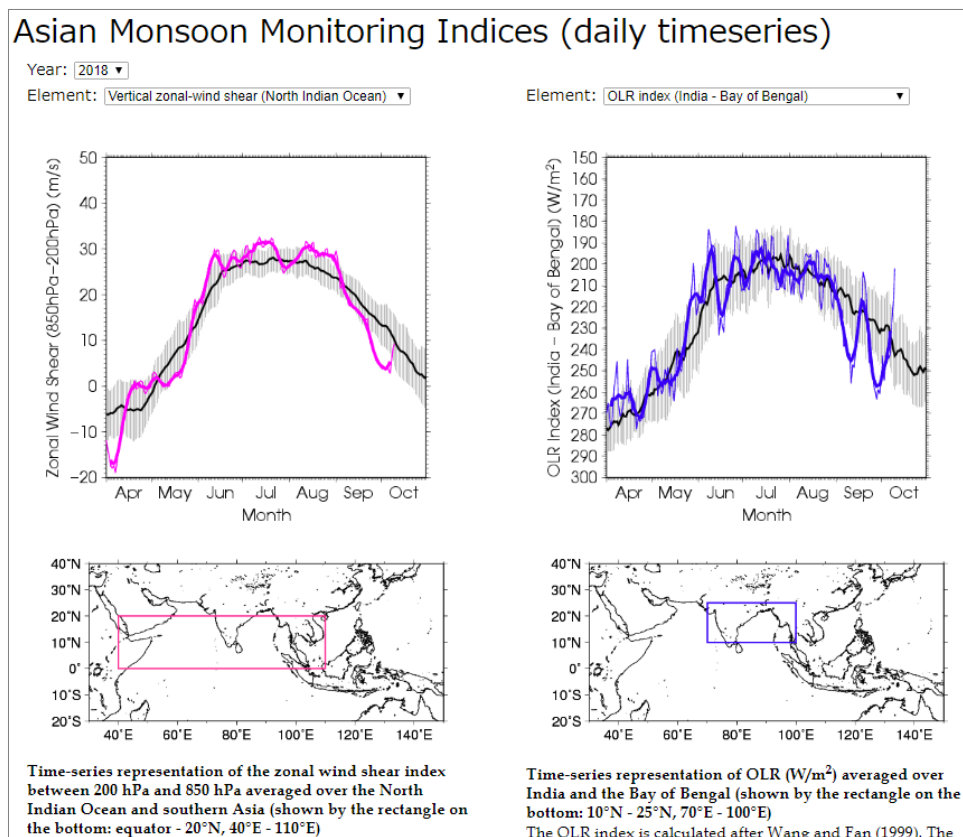 Asian Monsoon Monitoring Indices (daily timeseries)
Year: 2018
Element: Vertical zonal-wind shear (North Indian Ocean)
Element: OLR index (India - Bay of Bengal)
Zonal Wind Shear (850hPa-200hPa) (m/s)
50
40
30
20
10
0
-10
-20
Apr May Jun Jul Aug Sep Oct
Month
OLR Index (India - Bay of Bengal) (W/m²)
150
160
170
180
190
200
210
220
230
240
250
260
270
280
290
300
Apr May Jun Jul Aug Sep Oct
Month
40°N
30°N
20°N
10°N
0°
10°S
20°S
40°E 60°E 80°E 100°E 120°E 140°E
40°N
30°N
20°N
10°N
0°
10°S
20°S
40°E 60°E 80°E 100°E 120°E 140°E
Time-series representation of the zonal wind shear index
between 200 hPa and 850 hPa averaged over the North
Indian Ocean and southern Asia (shown by the rectangle on
the bottom: equator - 20°N, 40°E - 110°E)
Time-series representation of OLR (W/m²) averaged over
India and the Bay of Bengal (shown by the rectangle on the
bottom: 10°N - 25°N, 70°E - 100°E)
The OLR index is calculated after Wang and Fan (1999). The